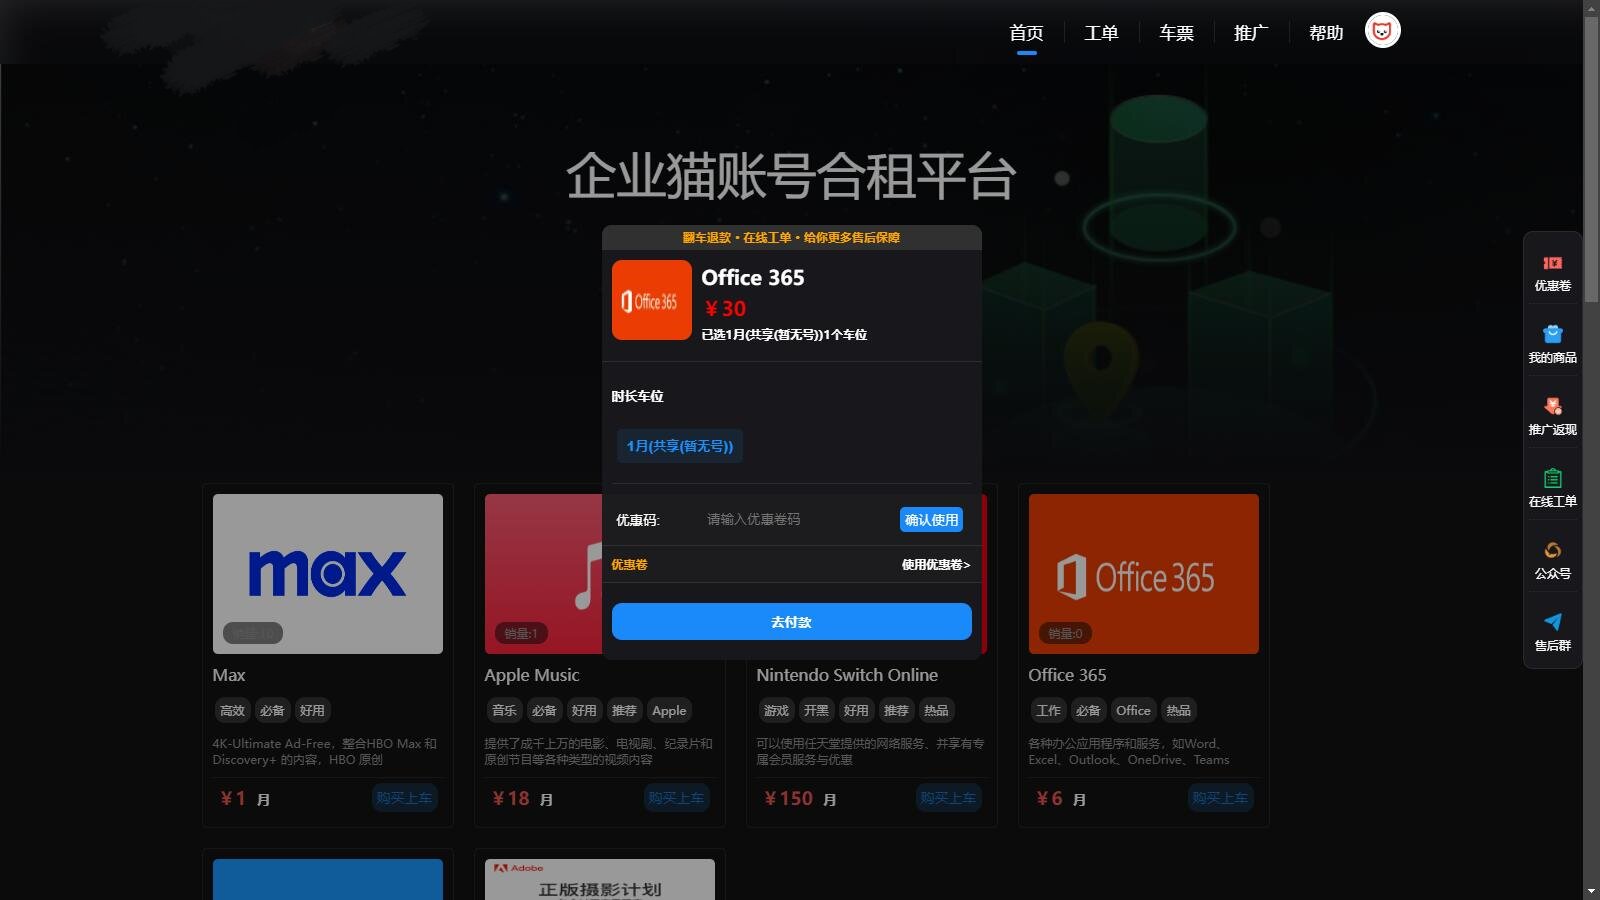 首页
工单
车票
推广
帮助
企业猫账号合租平台
翻车退款・在线工单・给你更多售后保障
Office 365
Office 365
￥30
已选1月(共享(暂无号))1个车位
时长车位
1月(共享(暂无号))
优惠码:
请输入优惠卷码
确认使用
优惠卷
使用优惠卷>
去付款
优惠卷
我的商品
推广返现
在线工单
公众号
售后群
max
销量:10
Max
高效
必备
好用
4K-Ultimate Ad-Free，整合HBO Max 和
Discovery+ 的内容，HBO 原创
￥1 月
购买上车
销量:1
Apple Music
音乐
必备
好用
推荐
Apple
提供了成千上万的电影、电视剧、纪录片和
原创节目等各种类型的视频内容
￥18 月
购买上车
Nintendo Switch Online
游戏
开黑
好用
推荐
热品
可以使用任天堂提供的网络服务、并享有专
属会员服务与优惠
￥150 月
购买上车
Office 365
销量:0
Office 365
工作
必备
Office
热品
各种办公应用程序和服务，如Word、
Excel、Outlook、OneDrive、Teams
￥6 月
购买上车
Adobe
正版摄影计划